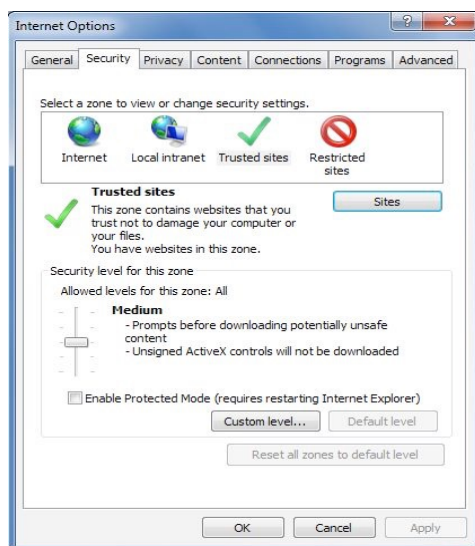 Internet Options
General Security Privacy Content Connections Programs Advanced
Select a zone to view or change security settings.
Internet Local intranet Trusted sites Restricted
sites
Trusted sites
Sites
This zone contains websites that you
trust not to damage your computer or
your files.
You have websites in this zone.
Security level for this zone
Allowed levels for this zone: All
Medium
- Prompts before downloading potentially unsafe
content
- Unsigned ActiveX controls will not be downloaded
Enable Protected Mode (requires restarting Internet Explorer)
Custom level... Default level
Reset all zones to default level
OK Cancel Apply